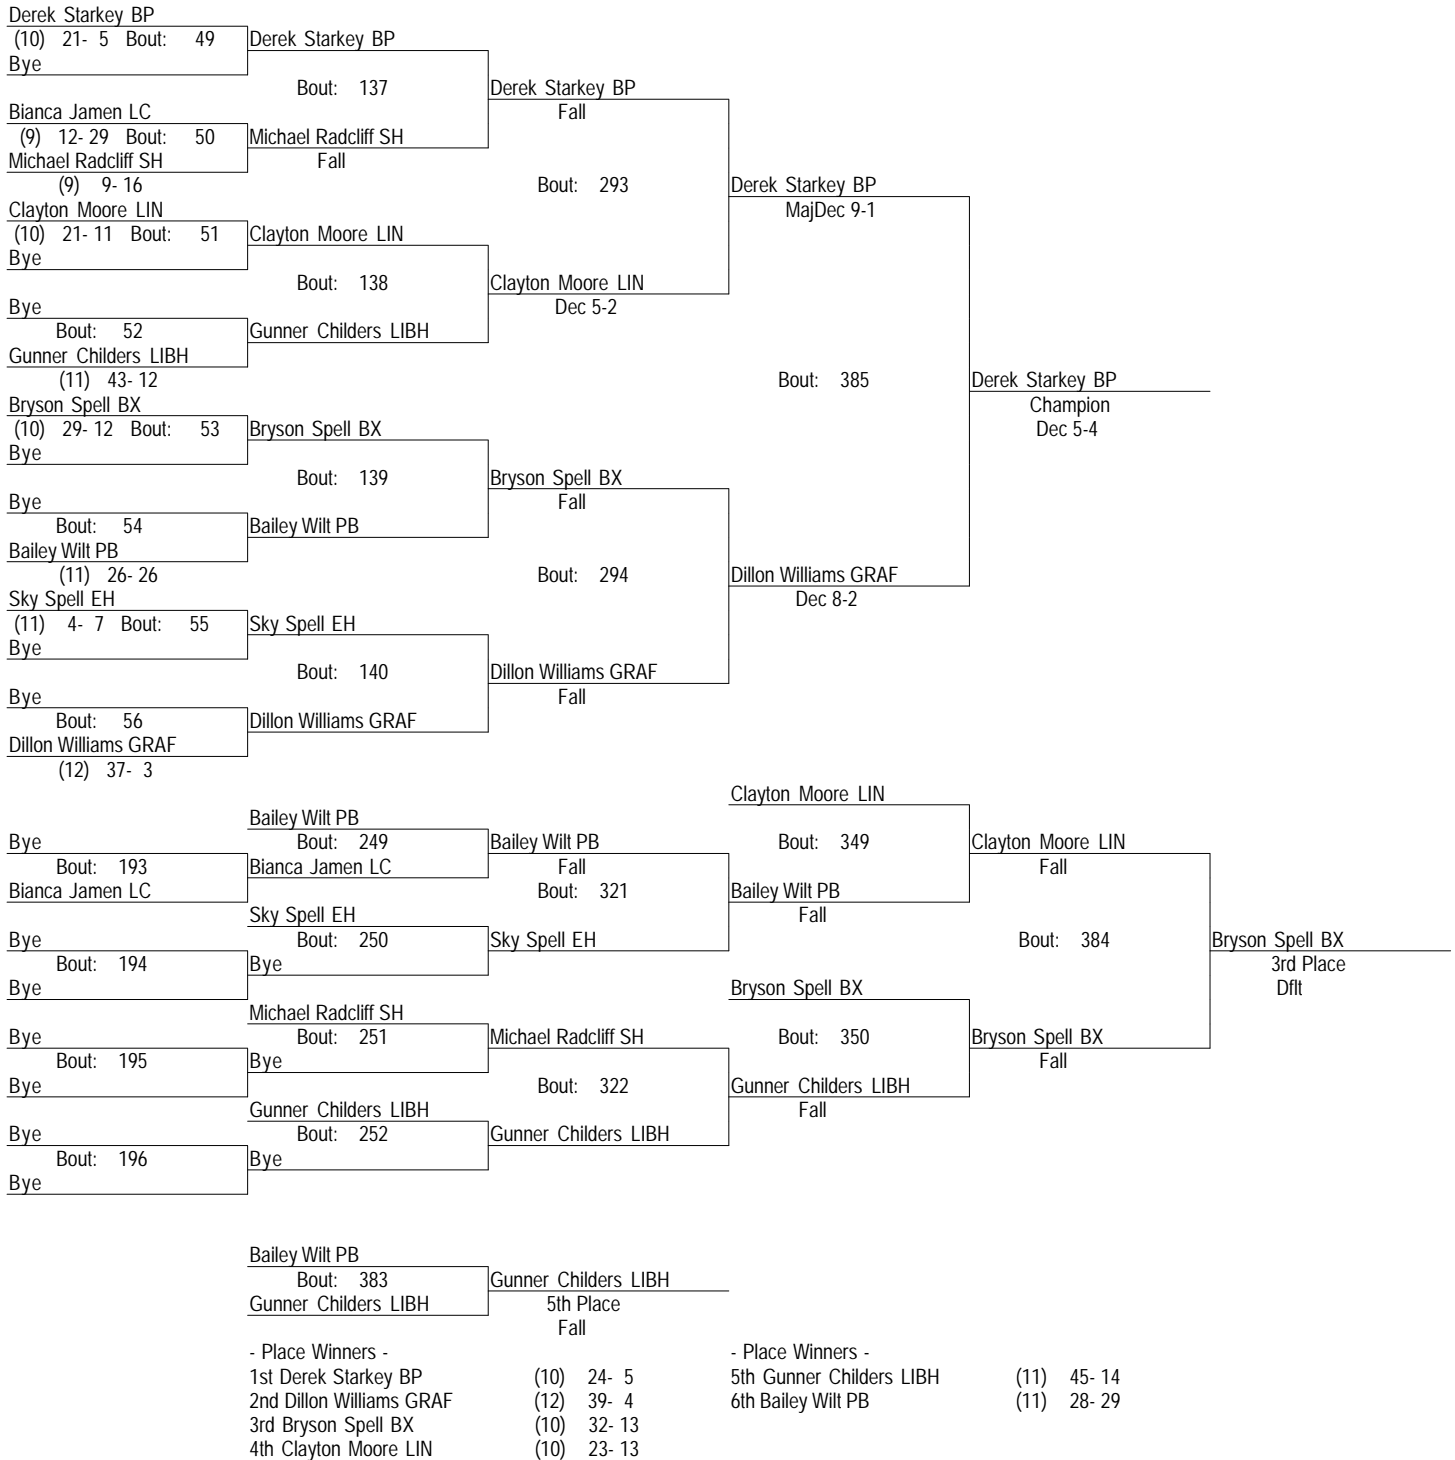 Derek Starkey BP
(10) 21- 5 Bout: 49 Derek Starkey BP
Bye
Bout: 137 Derek Starkey BP
Bianca Jamen LC Fall
(9) 12- 29 Bout: 50 Michael Radcliff SH
Michael Radcliff SH Fall
(9) 9- 16 Bout: 293 Derek Starkey BP
Clayton Moore LIN MajDec 9-1
(10) 21- 11 Bout: 51 Clayton Moore LIN
Bye
Bout: 138 Clayton Moore LIN
Bye Dec 5-2
Bout: 52 Gunner Childers LIBH
Gunner Childers LIBH
(11) 43- 12 Bout: 385 Derek Starkey BP
Bryson Spell BX Champion
(10) 29- 12 Bout: 53 Bryson Spell BX Dec 5-4
Bye
Bout: 139 Bryson Spell BX
Bye Fall
Bout: 54 Bailey Wilt PB
Bailey Wilt PB
(11) 26- 26 Bout: 294 Dillon Williams GRAF
Sky Spell EH Dec 8-2
(11) 4- 7 Bout: 55 Sky Spell EH
Bye
Bout: 140 Dillon Williams GRAF
Bye Fall
Bout: 56 Dillon Williams GRAF
Dillon Williams GRAF
(12) 37- 3
Clayton Moore LIN
Bailey Wilt PB
Bye Bout: 249 Bailey Wilt PB Bout: 349 Clayton Moore LIN
Bout: 193 Bianca Jamen LC Fall Fall
Bianca Jamen LC Bout: 321 Bailey Wilt PB
Sky Spell EH Fall
Bye Bout: 250 Sky Spell EH Bout: 384 Bryson Spell BX
Bout: 194 Bye 3rd Place
Bye Bryson Spell BX Dflt
Michael Radcliff SH
Bye Bout: 251 Michael Radcliff SH Bout: 350 Bryson Spell BX
Bout: 195 Bye Fall
Bye Bout: 322 Gunner Childers LIBH
Gunner Childers LIBH Fall
Bye Bout: 252 Gunner Childers LIBH
Bout: 196 Bye
Bye
Bailey Wilt PB
Bout: 383 Gunner Childers LIBH
Gunner Childers LIBH 5th Place
Fall
- Place Winners - - Place Winners -
1st Derek Starkey BP (10) 24- 5 5th Gunner Childers LIBH (11) 45- 14
2nd Dillon Williams GRAF (12) 39- 4 6th Bailey Wilt PB (11) 28- 29
3rd Bryson Spell BX (10) 32- 13
4th Clayton Moore LIN (10) 23- 13